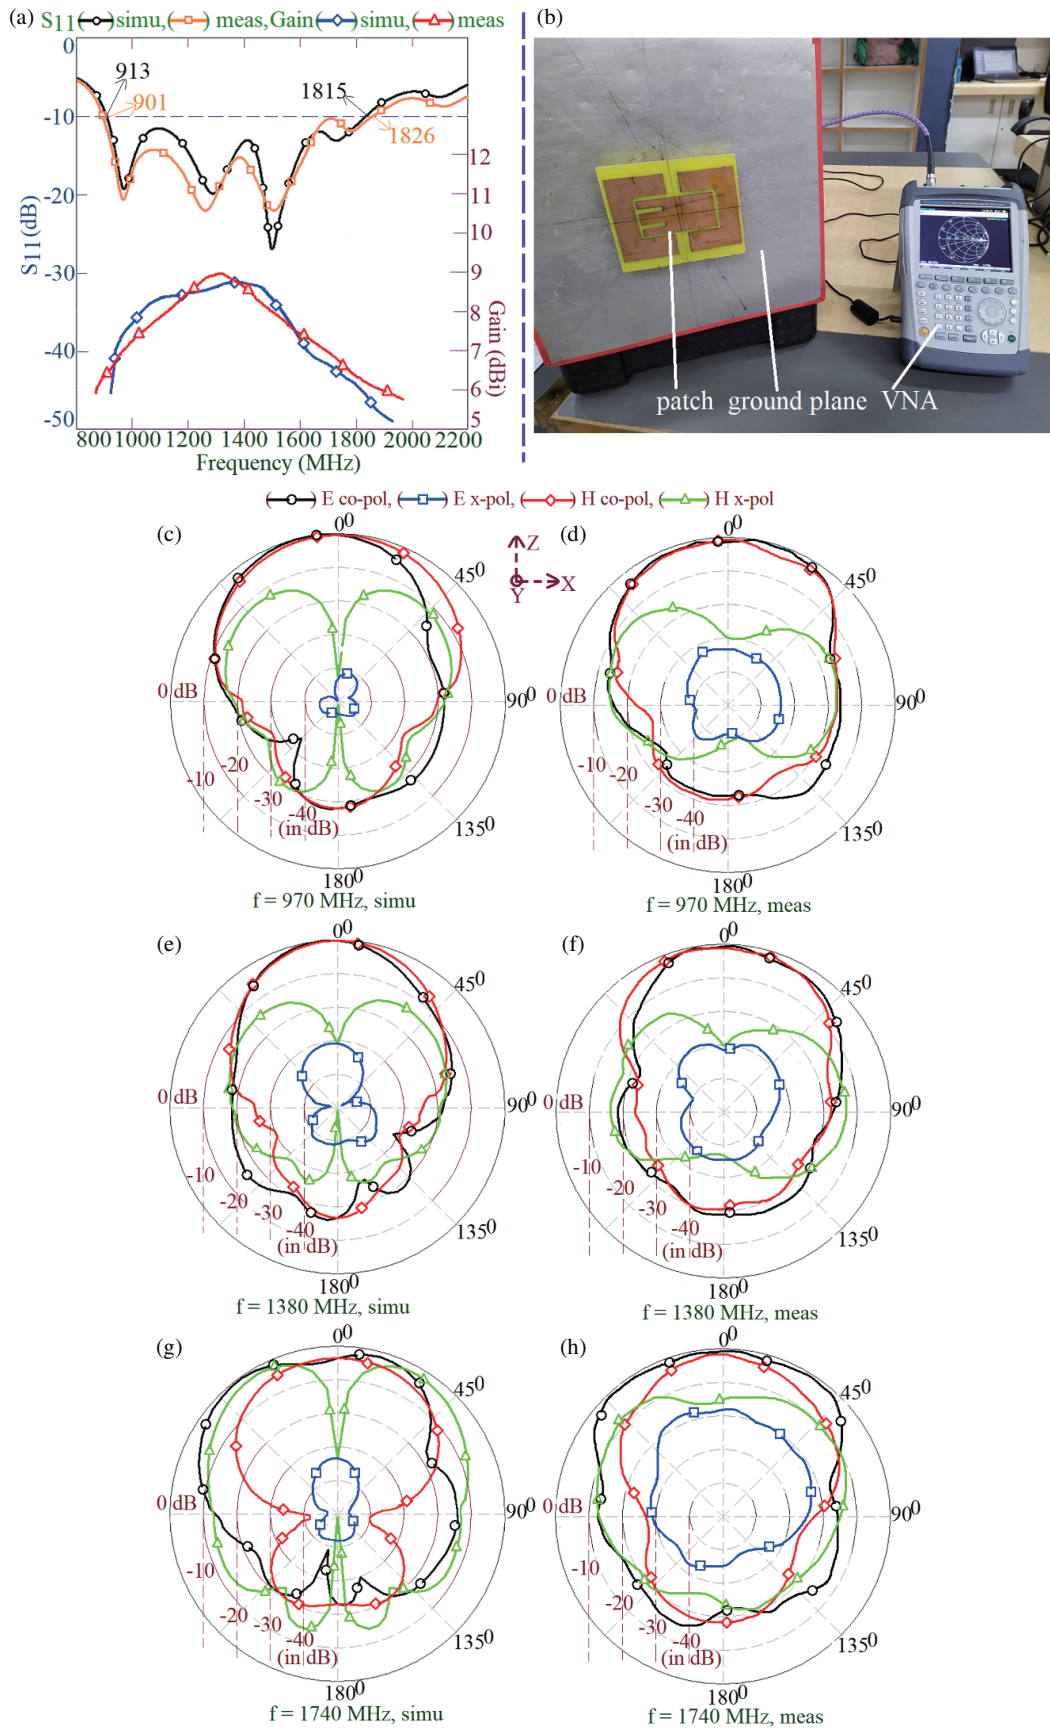 (a)
S11(-o-)simu,(-□-) meas,Gain(-◇-)simu,(-△-) meas
0
-10
-20
-30
-40
-50
S11(dB)
913
901
1815
1826
12
11
10
9
8
7
6
5
Gain (dBi)
800 1000 1200 1400 1600 1800 2000 2200
Frequency (MHz)
(b)
patch ground plane VNA
(-o-) E co-pol, (-□-) E x-pol, (-◇-) H co-pol, (-△-) H x-pol
Z
Y
X
(c)
0⁰
45⁰
90⁰
135⁰
180⁰
0 dB
-10
-20
-30
-40
(in dB)
f = 970 MHz, simu
(d)
0⁰
45⁰
90⁰
135⁰
180⁰
0 dB
-10
-20
-30
-40
(in dB)
f = 970 MHz, meas
(e)
0⁰
45⁰
90⁰
135⁰
180⁰
0 dB
-10
-20
-30
-40
(in dB)
f = 1380 MHz, simu
(f)
0⁰
45⁰
90⁰
135⁰
180⁰
0 dB
-10
-20
-30
-40
(in dB)
f = 1380 MHz, meas
(g)
0⁰
45⁰
90⁰
135⁰
180⁰
0 dB
-10
-20
-30
-40
(in dB)
f = 1740 MHz, simu
(h)
0⁰
45⁰
90⁰
135⁰
180⁰
0 dB
-10
-20
-30
-40
(in dB)
f = 1740 MHz, meas